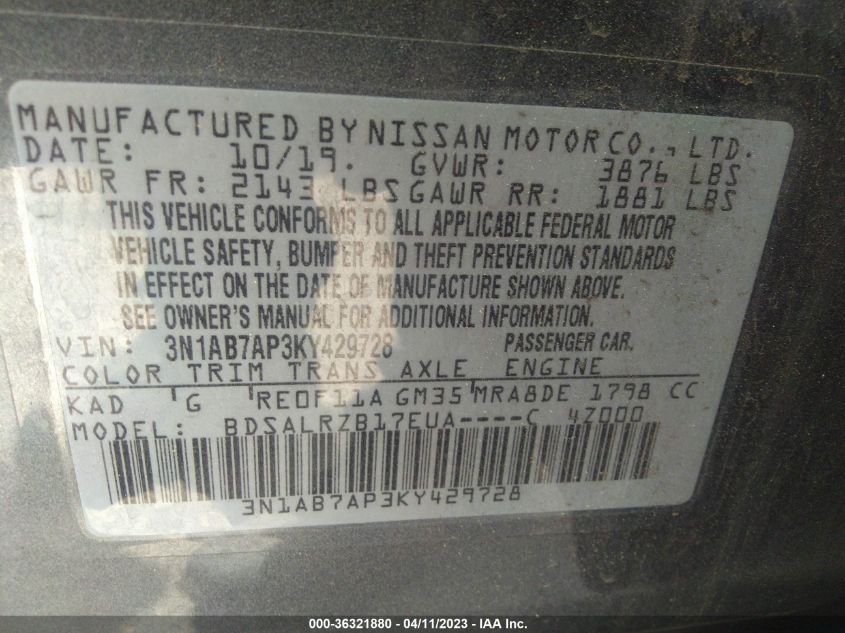 MANUFACTURED BY NISSAN MOTOR CO., LTD.
DATE: 10/19. GVWR: 3876 LBS
GAWR FR: 2143 LBS GAWR RR: 1881 LBS
THIS VEHICLE CONFORMS TO ALL APPLICABLE FEDERAL MOTOR
VEHICLE SAFETY, BUMPER AND THEFT PREVENTION STANDARDS
IN EFFECT ON THE DATE OF MANUFACTURE SHOWN ABOVE.
SEE OWNER'S MANUAL FOR ADDITIONAL INFORMATION.
VIN: 3N1AB7AP3KY429728 PASSENGER CAR.
COLOR TRIM TRANS AXLE ENGINE
KAD G RE0F11A GM35 MRA8DE 1798 CC
MODEL: BDSALRZB17EUA----C 4Z000
3N1AB7AP3KY429728
000-36321880 - 04/11/2023 - IAA Inc.